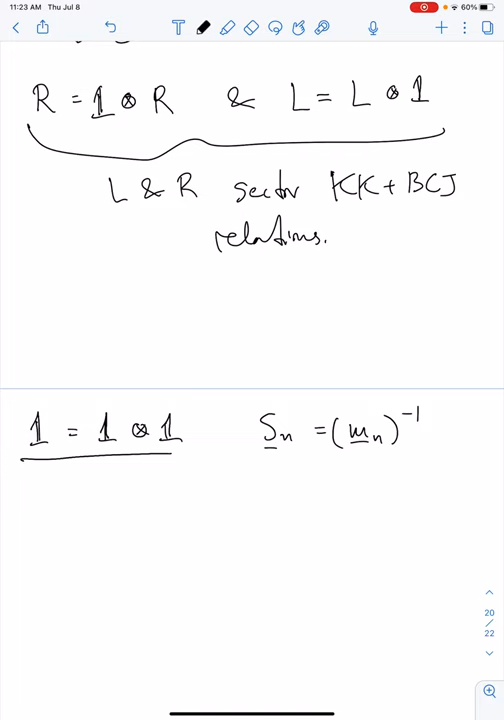 11:23 AM Thu Jul 8
60%
R = 𝟙 ⊗ R & L = L ⊗ 𝟙
L & R sector KK + BCJ
relations.
𝟙 = 𝟙 ⊗ 𝟙 S̲n = (m̲n)⁻¹
20
/
22